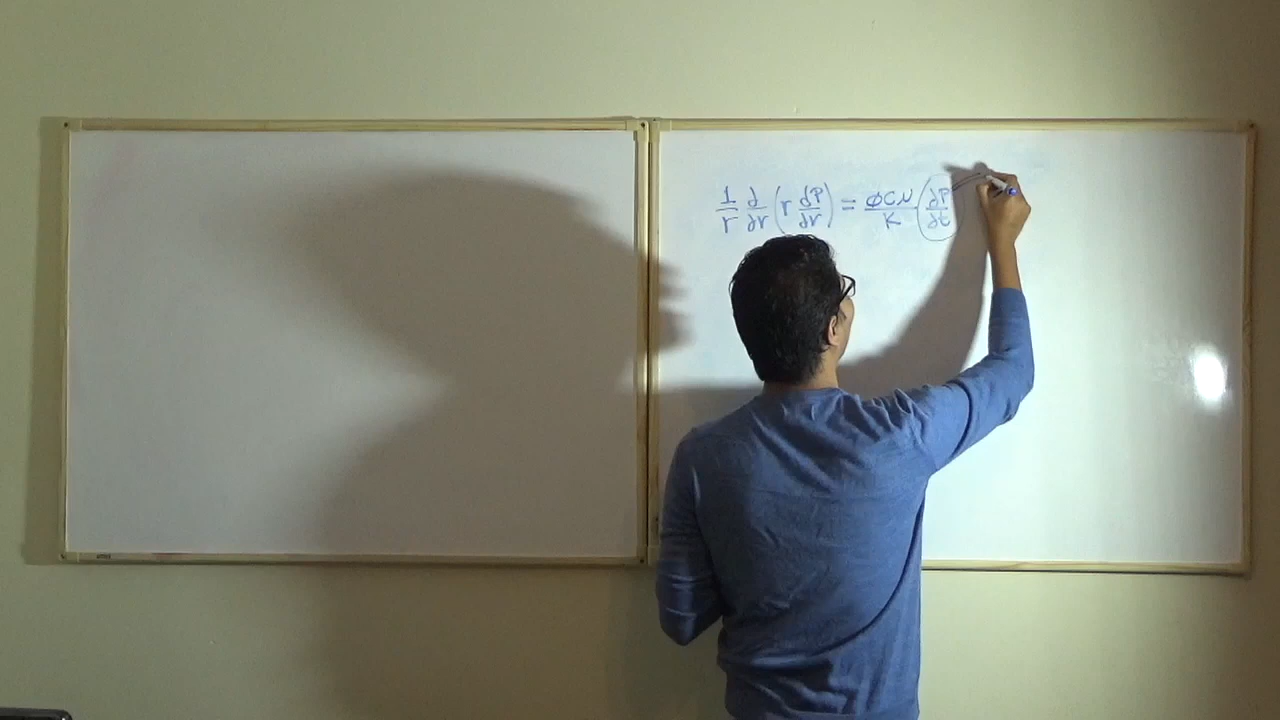 1/r ∂/∂r (r ∂P/∂r) = ΦCμ/K (∂P/∂t)